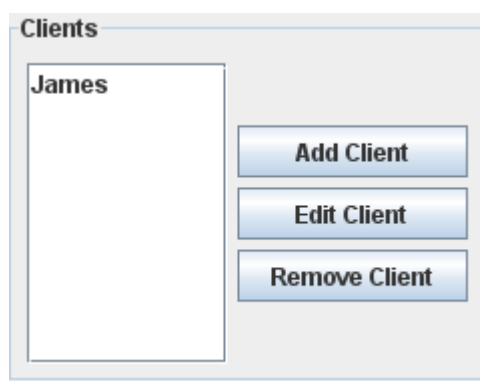 Clients
James
Add Client
Edit Client
Remove Client